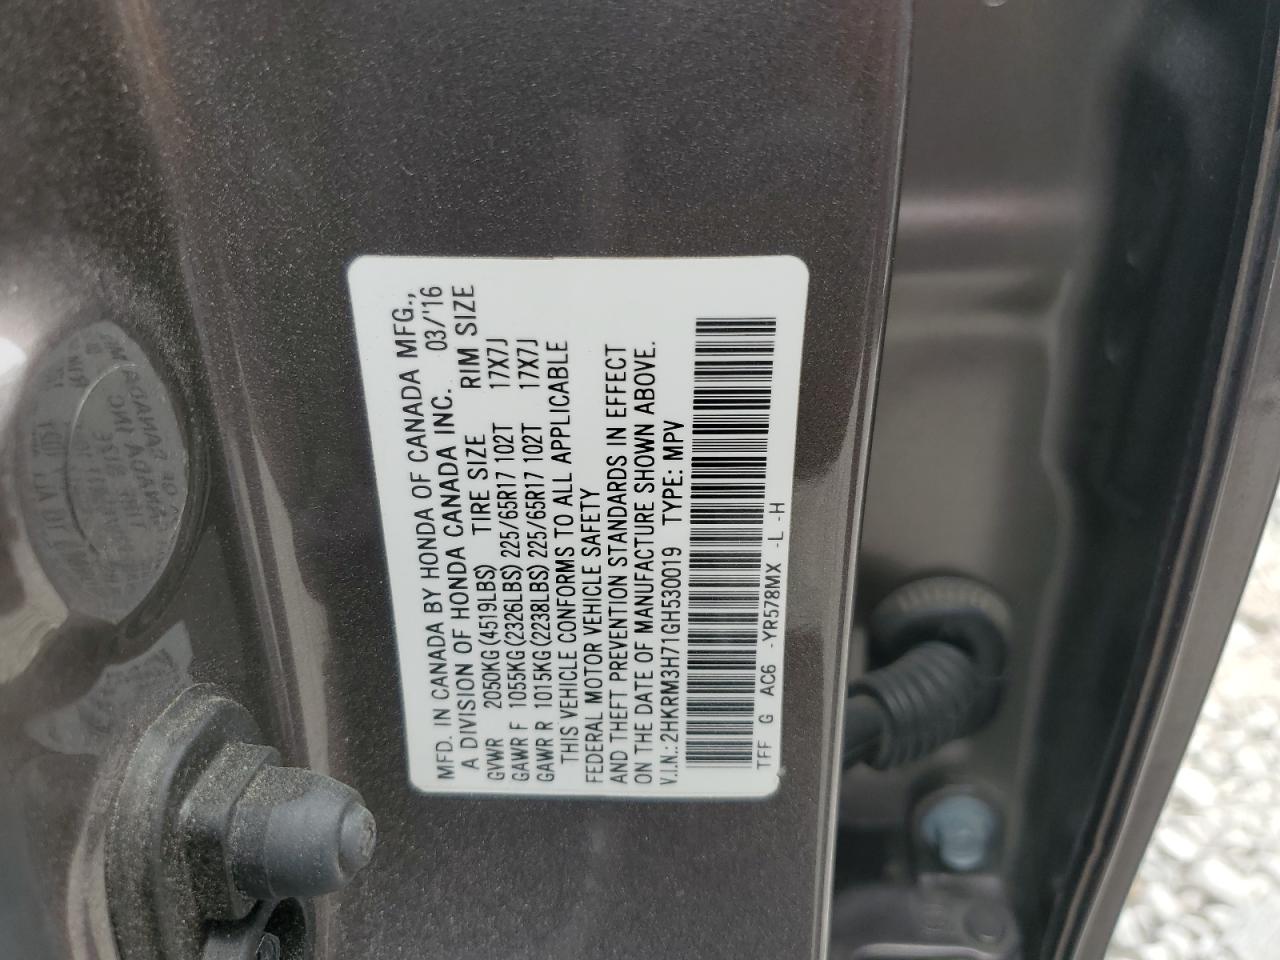 MFD. IN CANADA BY HONDA OF CANADA MFG.,
A DIVISION OF HONDA CANADA INC. 03/'16
GVWR 2050KG(4519LBS) TIRE SIZE RIM SIZE
GAWR F 1055KG(2326LBS) 225/65R17 102T 17X7J
GAWR R 1015KG(2238LBS) 225/65R17 102T 17X7J
THIS VEHICLE CONFORMS TO ALL APPLICABLE
FEDERAL MOTOR VEHICLE SAFETY
AND THEFT PREVENTION STANDARDS IN EFFECT
ON THE DATE OF MANUFACTURE SHOWN ABOVE.
V.I.N.: 2HKRM3H71GH530019 TYPE: MPV
TFF G AC6 -YR578MX -L -H